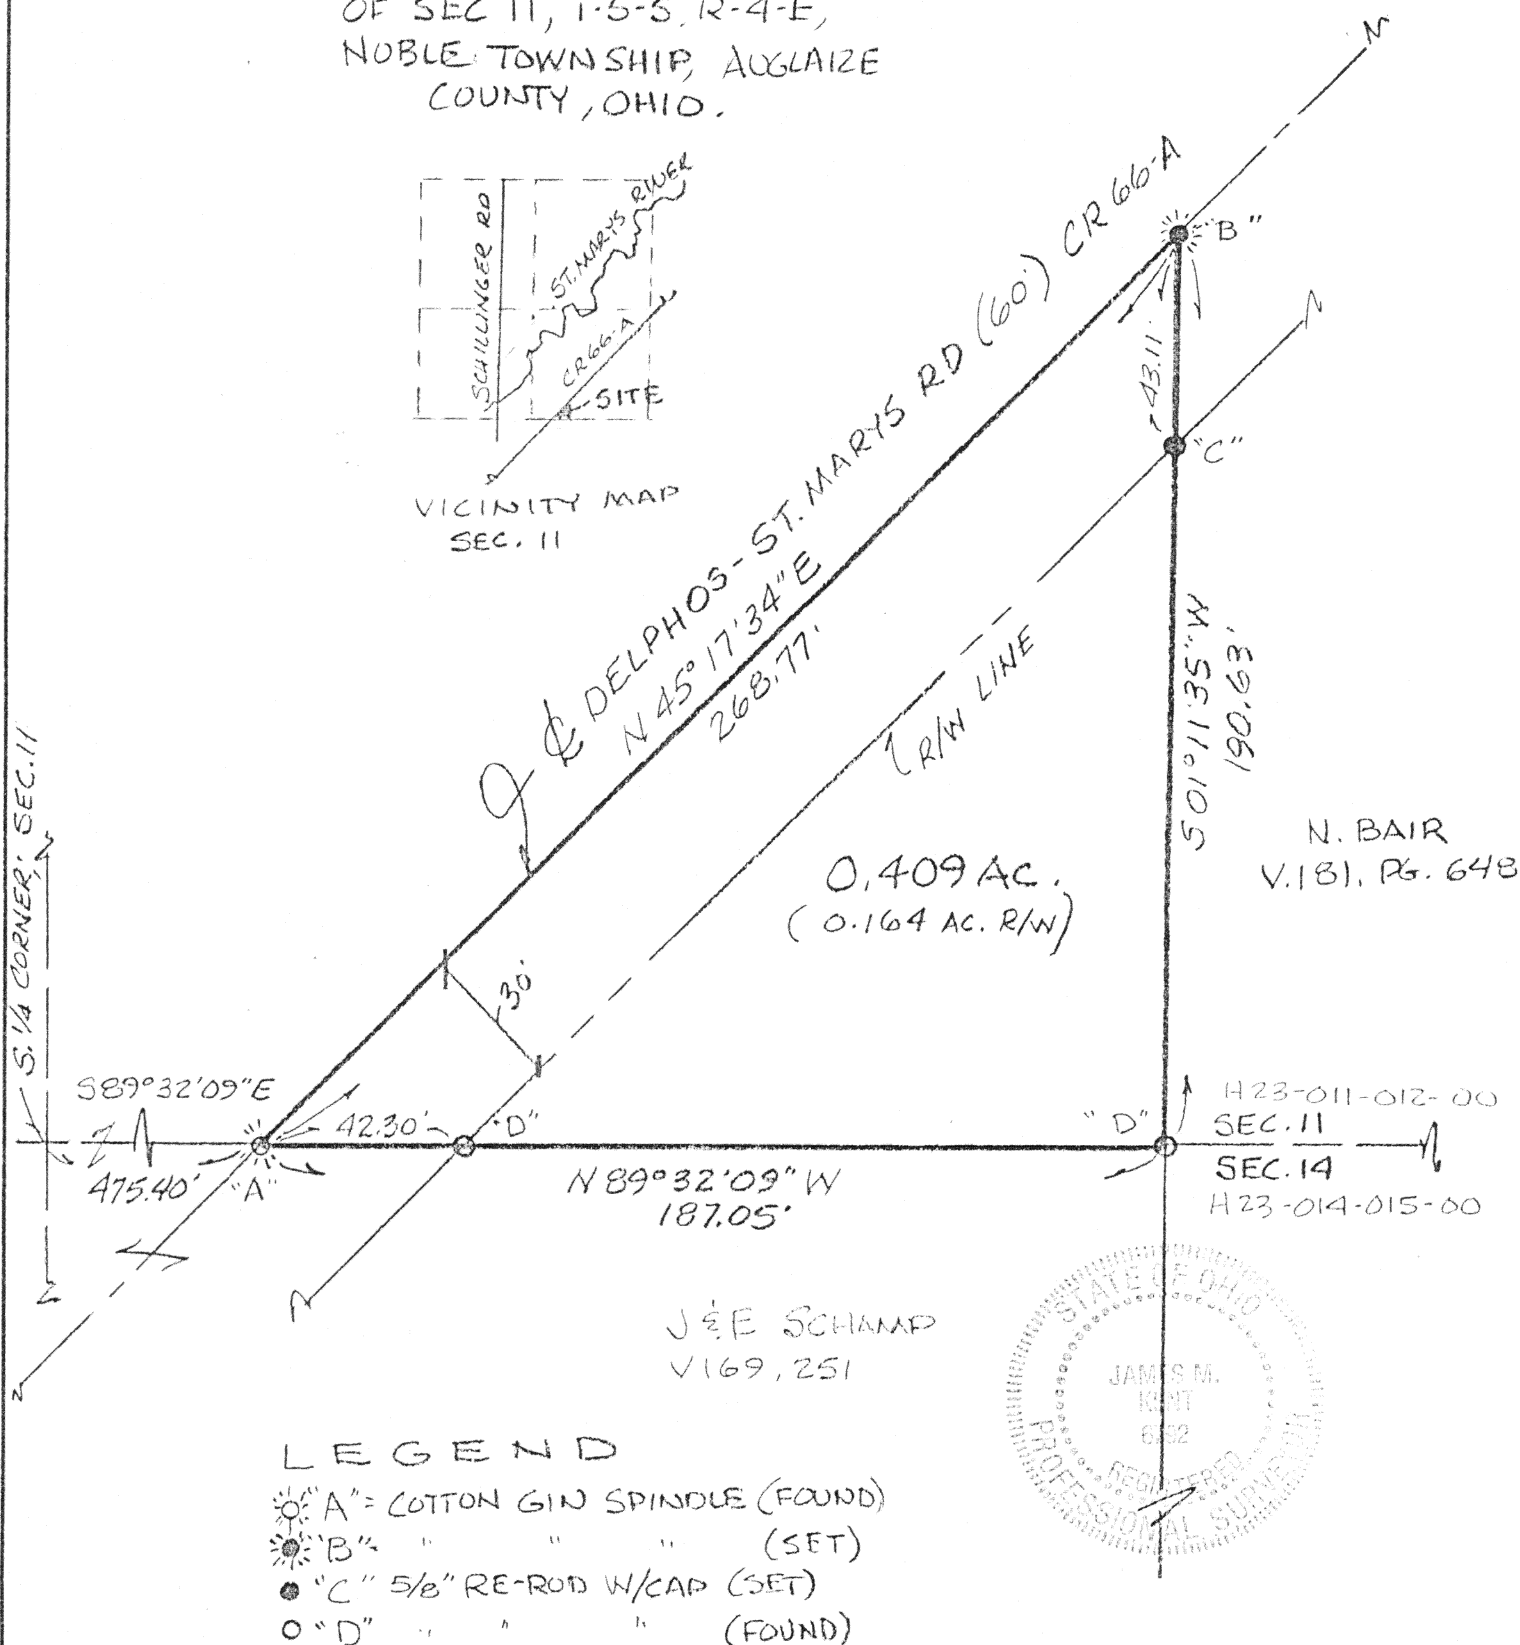 OF SEC 11, T-5-S, R-4-E,
NOBLE TOWNSHIP, AUGLAIZE
COUNTY, OHIO.
SCHILLINGER RD
ST. MARYS RIVER
CR 66-A
SITE
VICINITY MAP
SEC. 11
N
"B"
43.11'
"C"
℄ DELPHOS - ST. MARYS RD (60') CR 66-A
N 45° 17' 34" E
268.77'
R/W LINE
S 01° 11' 35" W
190.63'
N. BAIR
V.181, PG. 648
0.409 AC.
(0.164 AC. R/W)
30'
S. 1/4 CORNER, SEC. 11
S89°32'09"E
475.40'
"A"
42.30'
"D"
N 89°32'09" W
187.05'
"D"
H23-011-012-00
SEC. 11
SEC. 14
H23-014-015-00
J & E SCHAMP
V169, 251
STATE OF OHIO
JAMES M.
KENT
REGISTERED
PROFESSIONAL SURVEYOR
LEGEND
"A" = COTTON GIN SPINDLE (FOUND)
"B" = " " " (SET)
"C" 5/8" RE-ROD W/CAP (SET)
"D" " " " (FOUND)